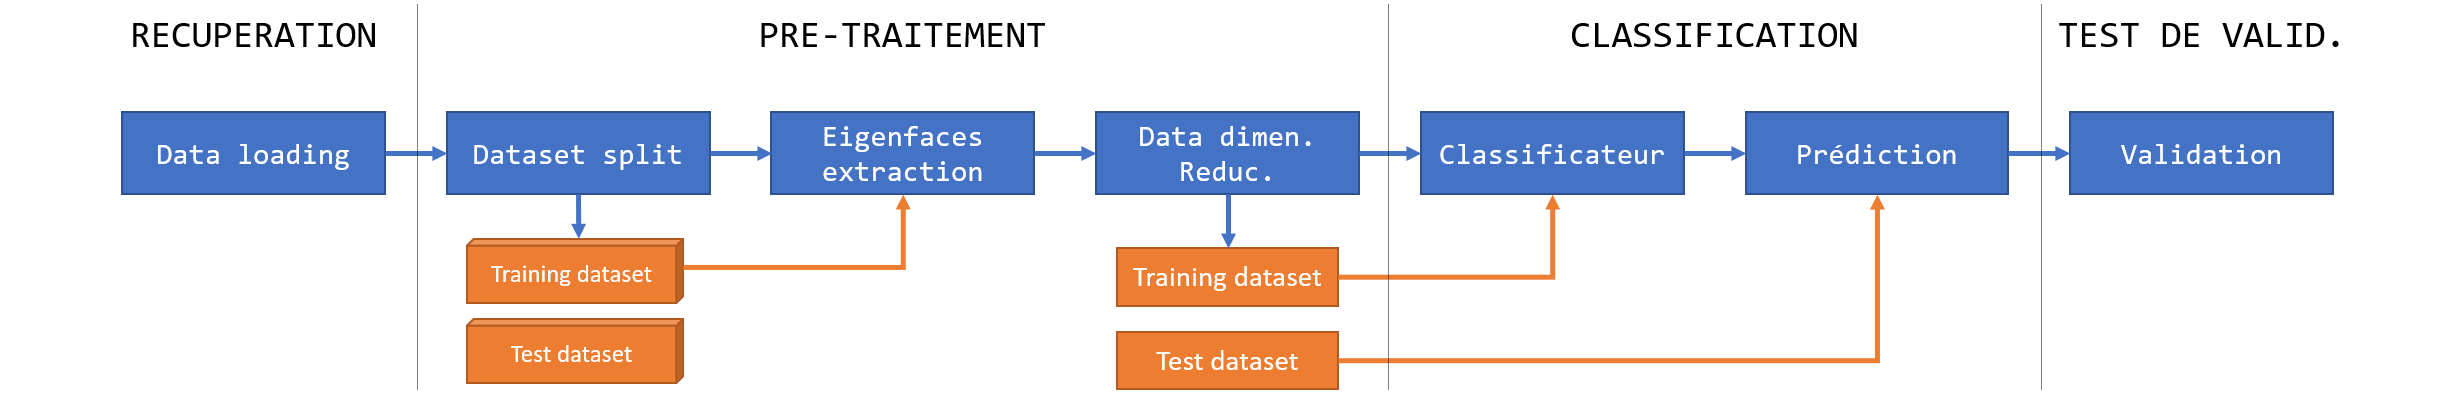 RECUPERATION
PRE-TRAITEMENT
CLASSIFICATION
TEST DE VALID.
Data loading
Dataset split
Eigenfaces
extraction
Data dimen.
Reduc.
Classificateur
Prédiction
Validation
Training dataset
Test dataset
Training dataset
Test dataset